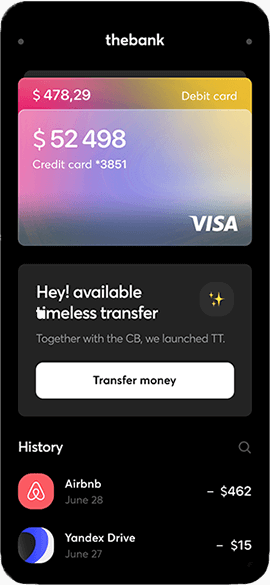 thebank
$ 478,29 Debit card
$ 52 498
Credit card *3851
VISA
Hey! available
timeless transfer
Together with the CB, we launched TT.
Transfer money
History
Airbnb
June 28
– $462
Yandex Drive
June 27
– $15